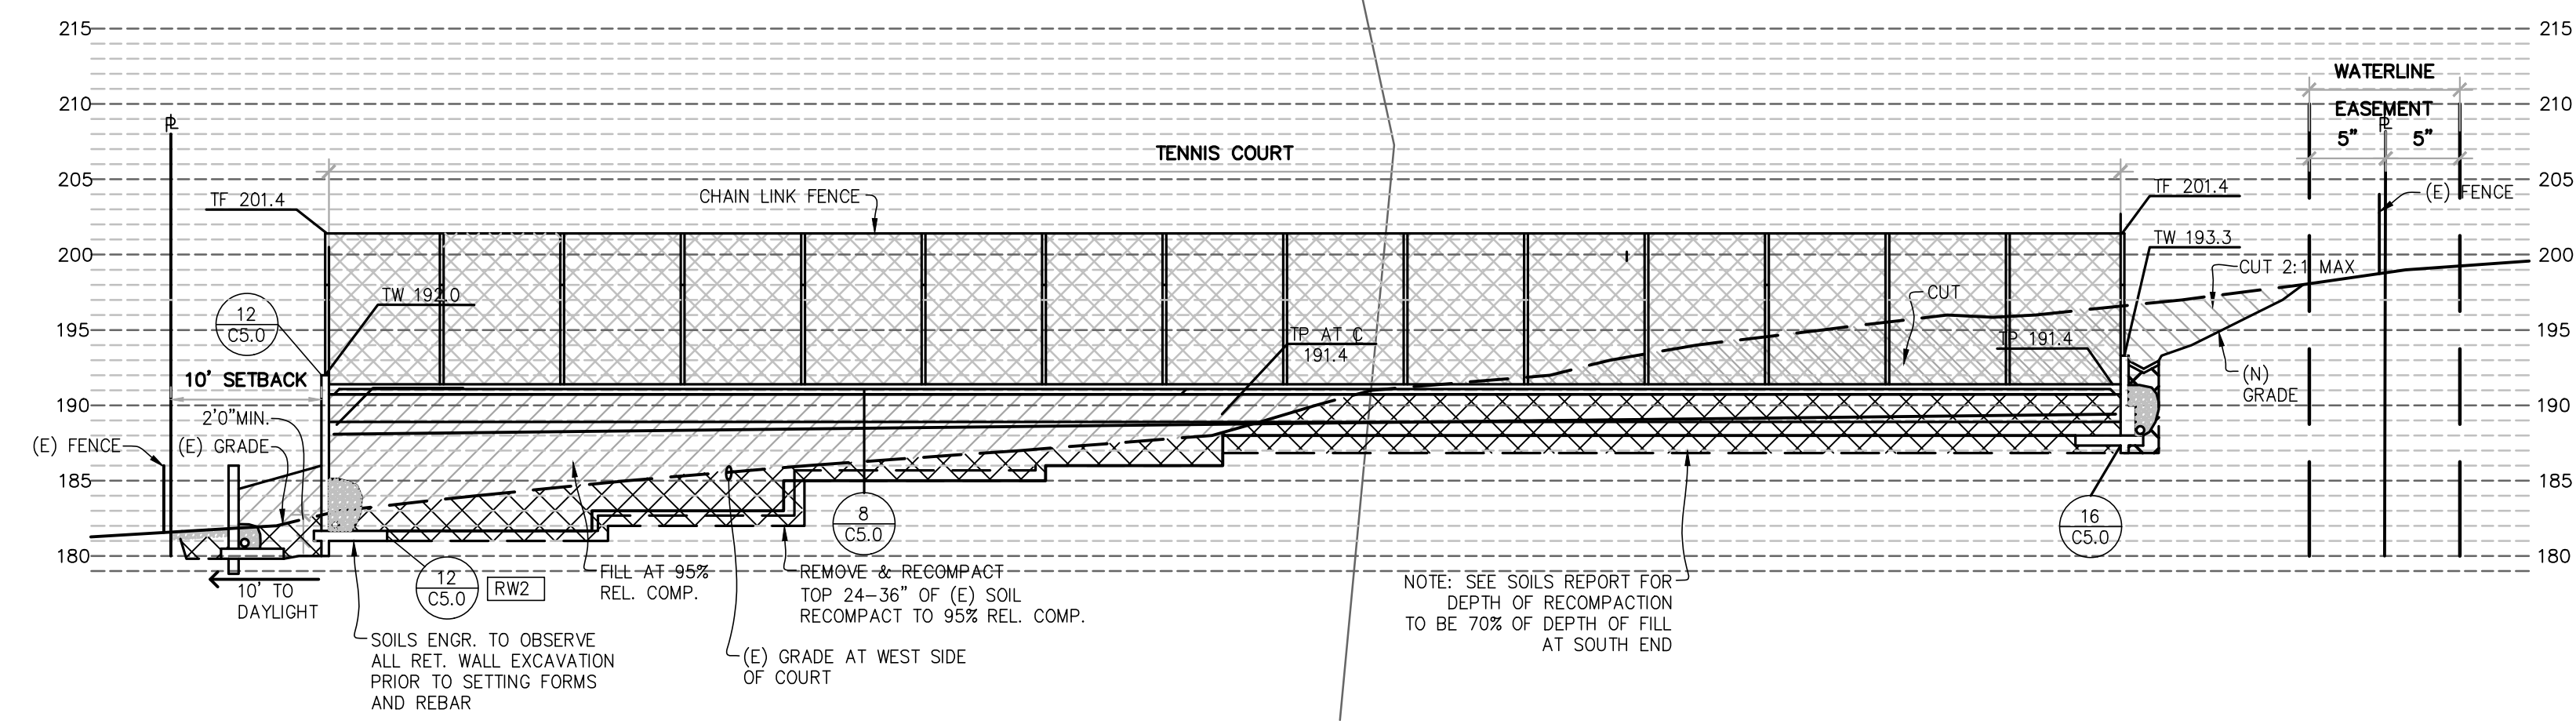 215
215
WATERLINE
210
210
EASEMENT
5” ℄ 5”
℄
TENNIS COURT
205
205
TF 201.4
CHAIN LINK FENCE
TF 201.4
(E) FENCE
TW 193.3
200
200
CUT 2:1 MAX
TW 192.0
CUT
12
C5.0
195
195
TP AT C
191.4
TP 191.4
10' SETBACK
(N)
GRADE
190
190
2'0"MIN.
(E) FENCE
(E) GRADE
185
185
8
C5.0
16
C5.0
180
180
10' TO
DAYLIGHT
12
C5.0
RW2
FILL AT 95%
REL. COMP.
REMOVE & RECOMPACT
TOP 24-36" OF (E) SOIL
RECOMPACT TO 95% REL. COMP.
NOTE: SEE SOILS REPORT FOR
DEPTH OF RECOMPACTION
TO BE 70% OF DEPTH OF FILL
AT SOUTH END
SOILS ENGR. TO OBSERVE
ALL RET. WALL EXCAVATION
PRIOR TO SETTING FORMS
AND REBAR
(E) GRADE AT WEST SIDE
OF COURT